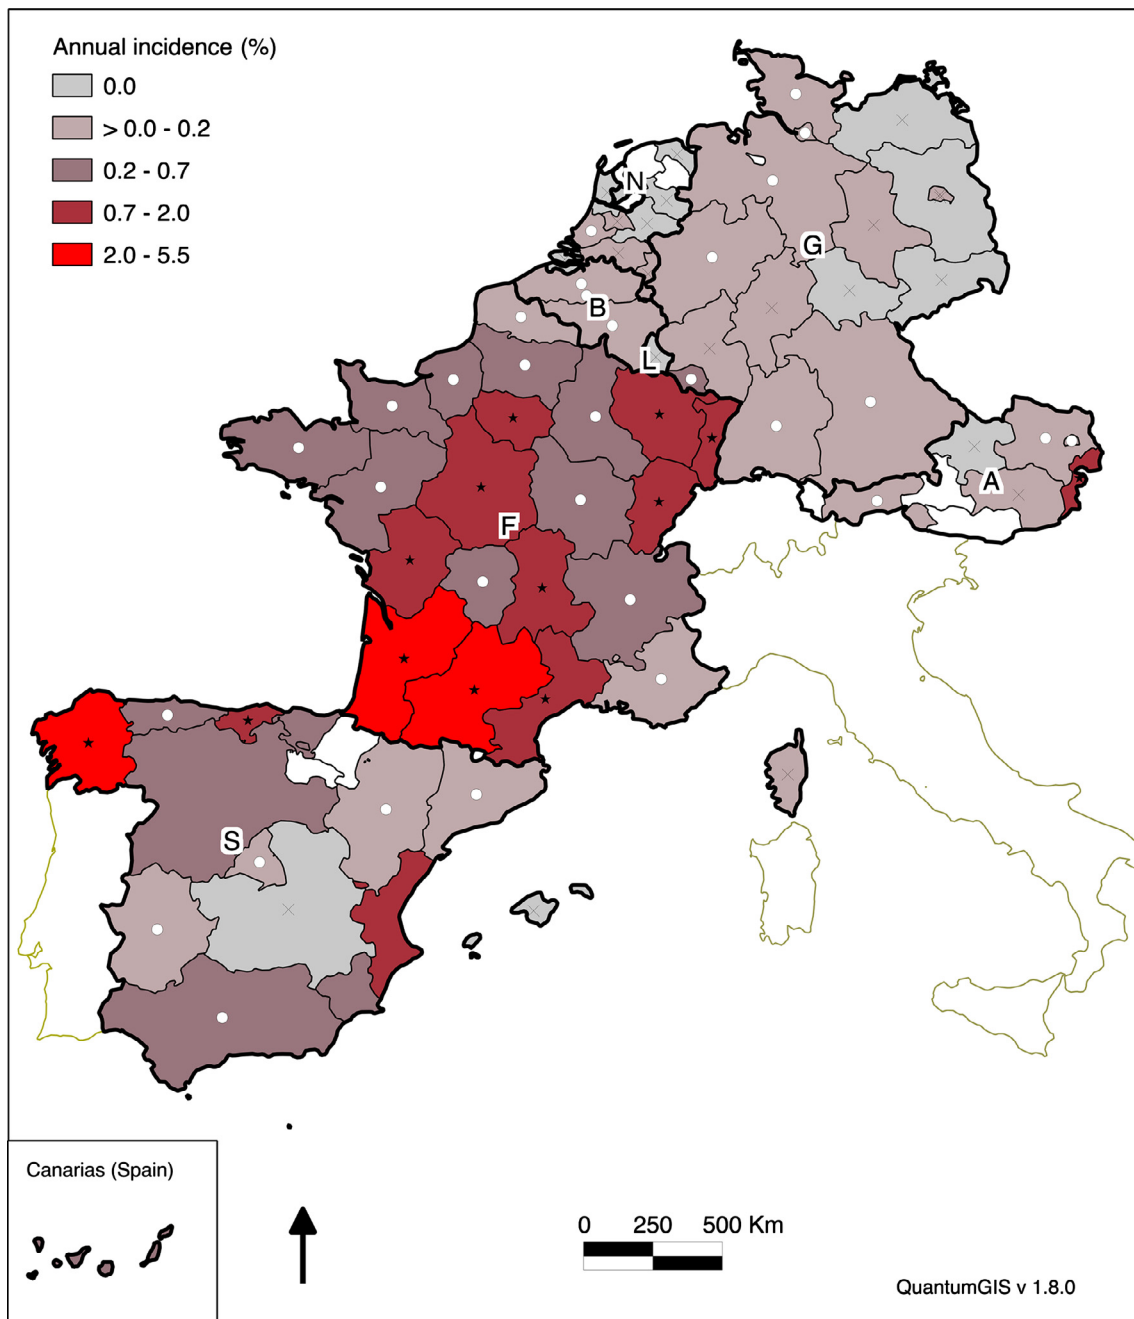 Annual incidence (%)
0.0
> 0.0 - 0.2
0.2 - 0.7
0.7 - 2.0
2.0 - 5.5
N
G
B
L
A
F
S
Canarias (Spain)
0 250 500 Km
QuantumGIS v 1.8.0